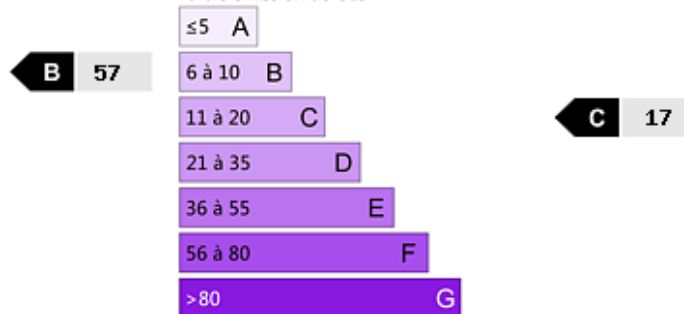 ≤5 A
B 57
6 à 10 B
11 à 20 C
C 17
21 à 35 D
36 à 55 E
56 à 80 F
>80 G